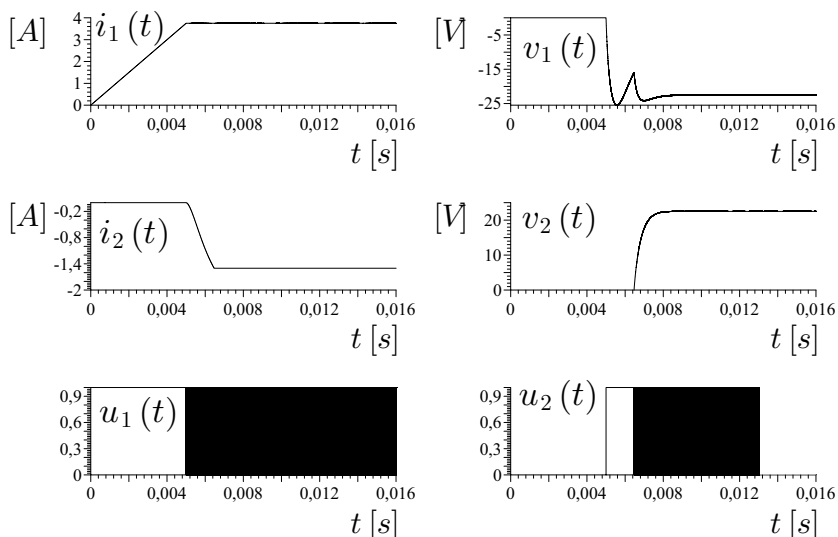 [A] i₁(t)
4
3
2
1
0
0 0,004 0,008 0,012 0,016
t [s]
[V] v₁(t)
-5
-15
-25
0 0,004 0,008 0,012 0,016
t [s]
[A] i₂(t)
-0,2
-0,8
-1,4
-2
0 0,004 0,008 0,012 0,016
t [s]
[V] v₂(t)
20
10
0
0 0,004 0,008 0,012 0,016
t [s]
u₁(t)
0,9
0,6
0,3
0
0 0,004 0,008 0,012 0,016
t [s]
u₂(t)
0,9
0,6
0,3
0
0 0,004 0,008 0,012 0,016
t [s]